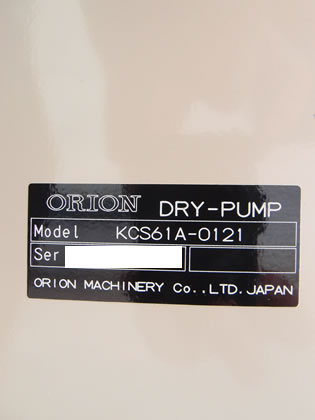 ORION DRY-PUMP
Model KCS61A-0121
Ser
ORION MACHINERY Co.,LTD.JAPAN